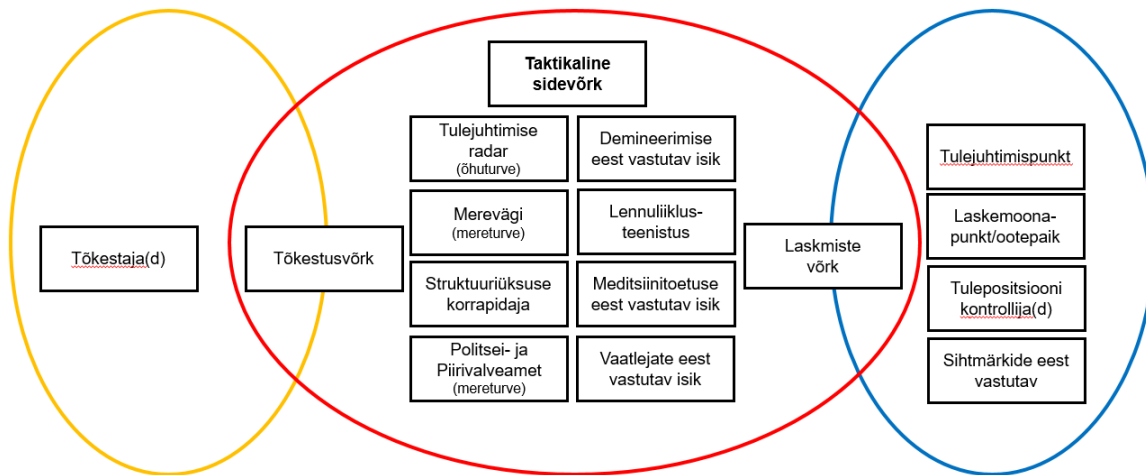 Taktikaline
sidevõrk
Tõkestaja(d)
Tõkestusvõrk
Tulejuhtimise
radar
(õhuturve)
Demineerimise
eest vastutav isik
Merevägi
(mereturve)
Lennuliiklus-
teenistus
Struktuuriüksuse
korrapidaja
Meditsiinitoetuse
eest vastutav isik
Politsei- ja
Piirivalveamet
(mereturve)
Vaatlejate eest
vastutav isik
Laskmiste
võrk
Tulejuhtimispunkt
Laskemoona-
punkt/ootepaik
Tulepositsiooni
kontrollija(d)
Sihtmärkide eest
vastutav